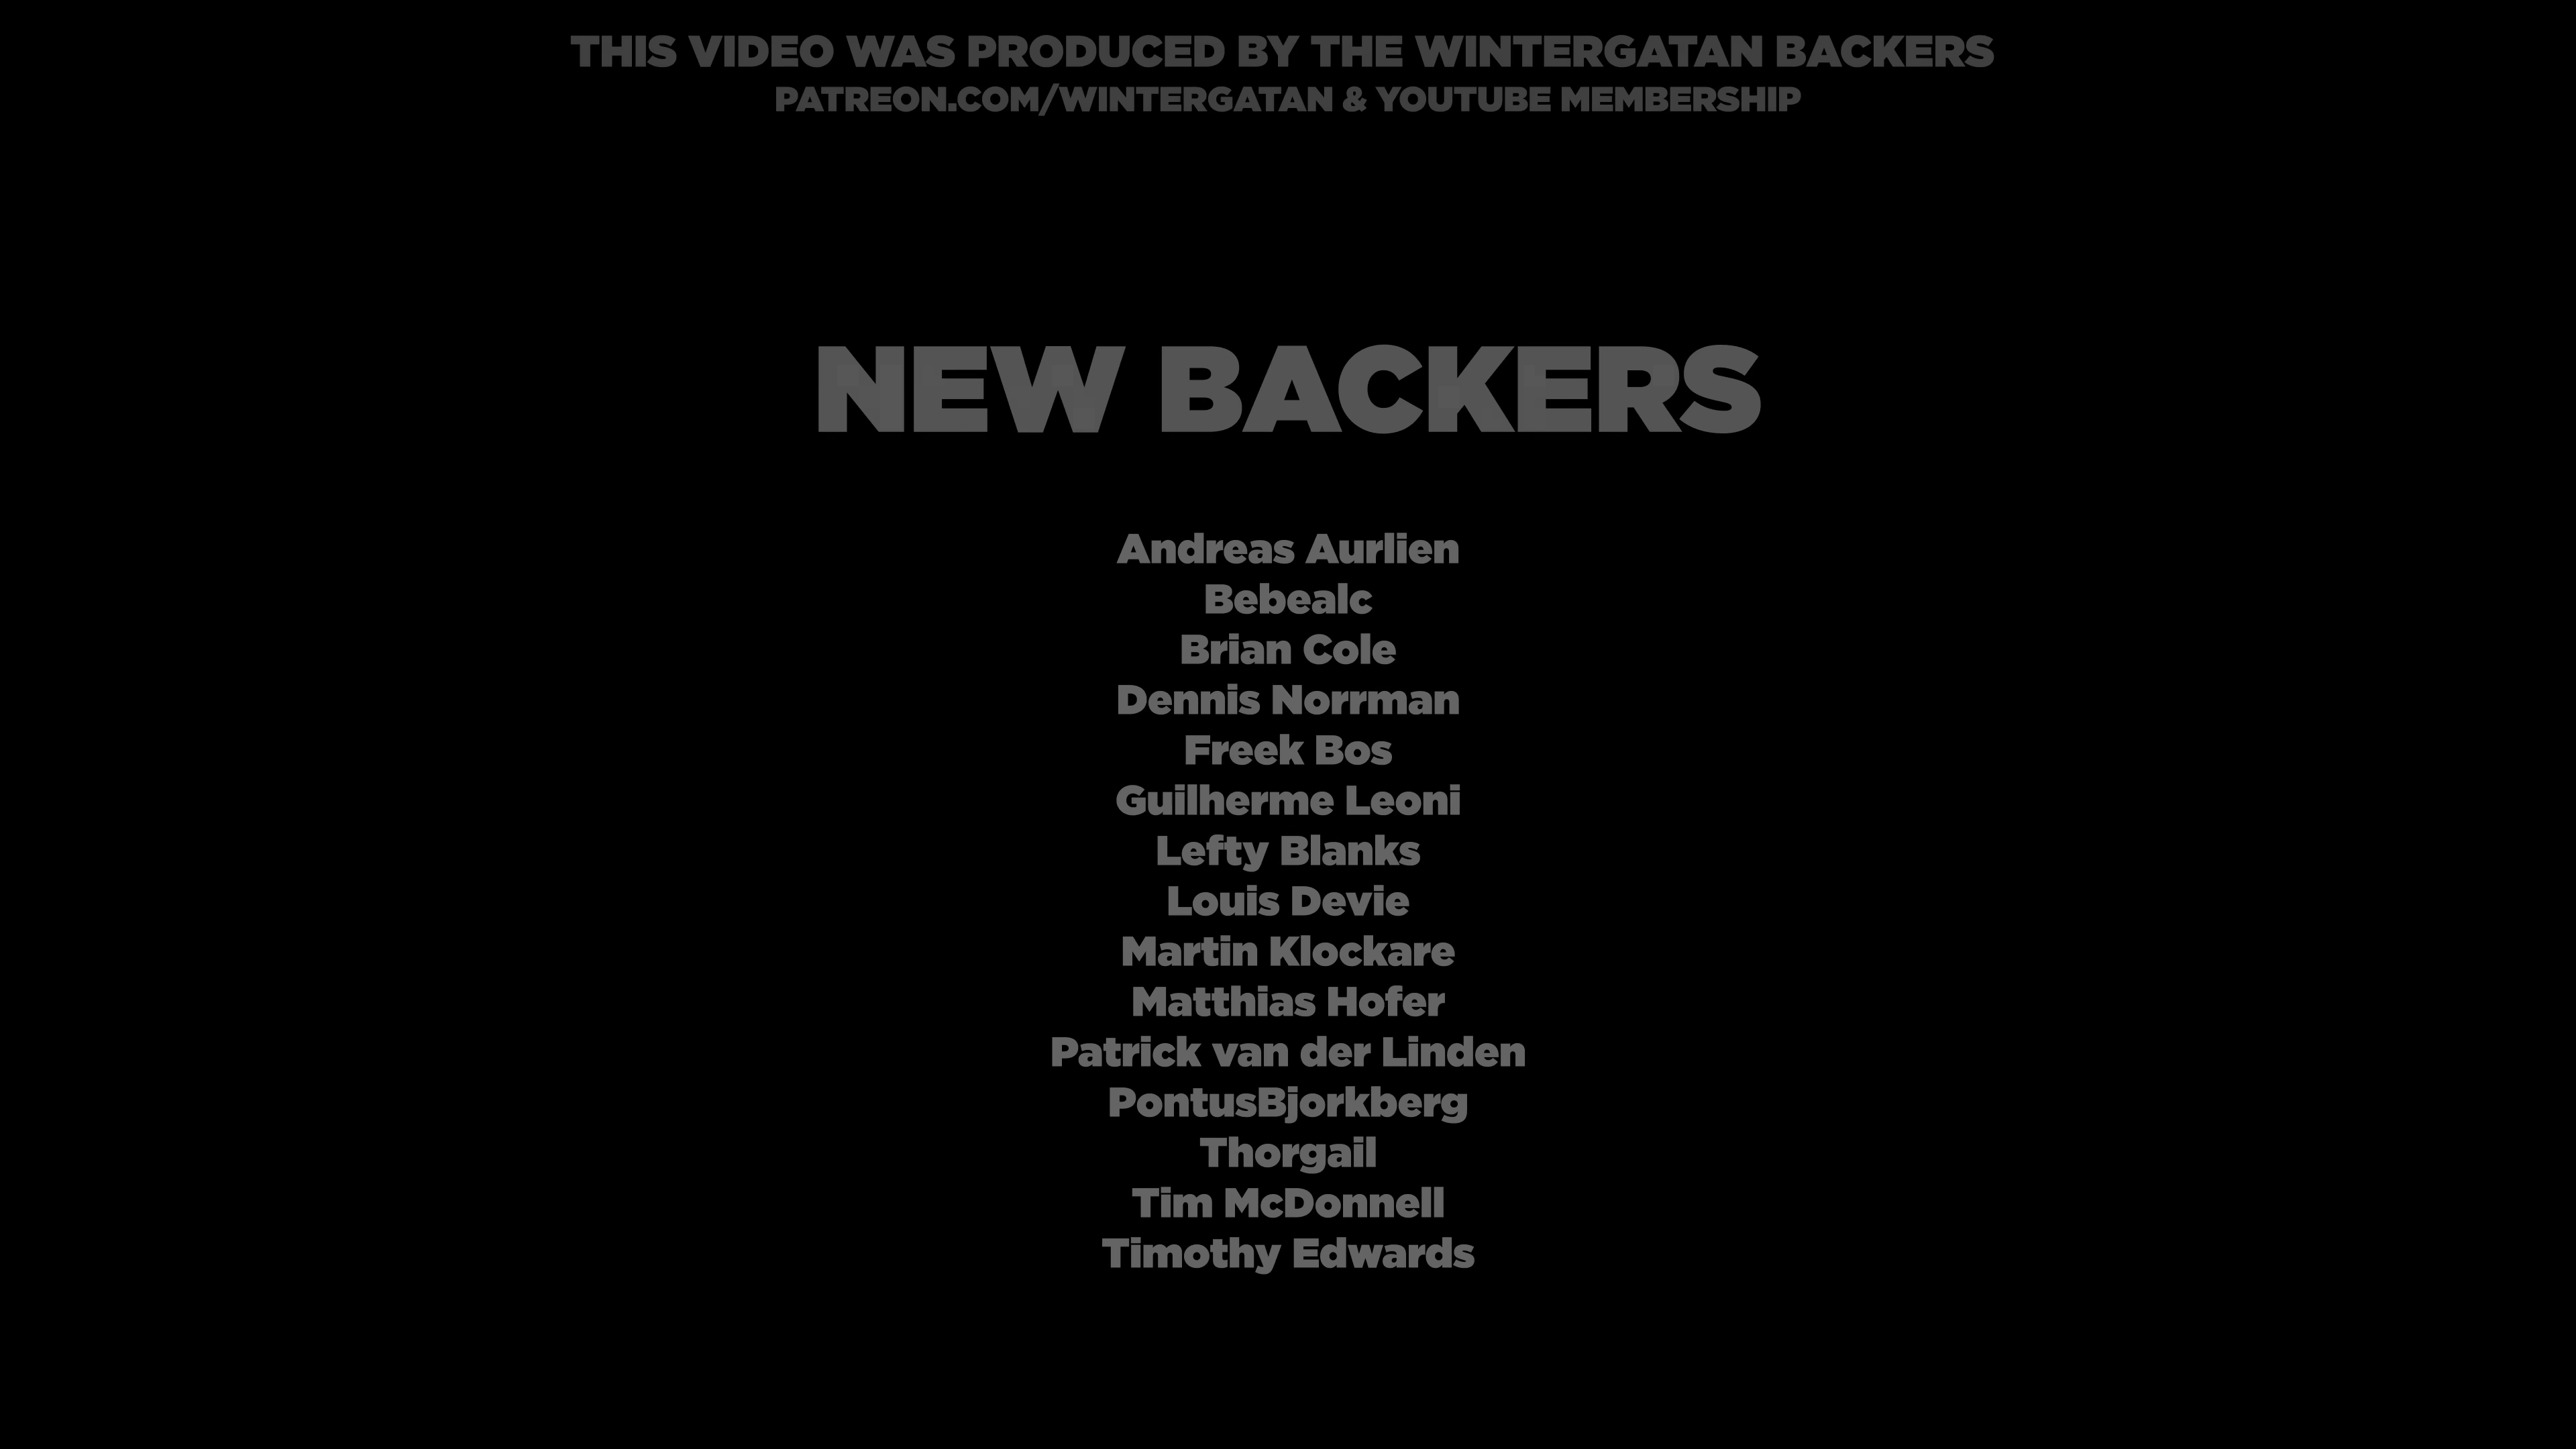 THIS VIDEO WAS PRODUCED BY THE WINTERGATAN BACKERS
PATREON.COM/WINTERGATAN & YOUTUBE MEMBERSHIP
NEW BACKERS
Andreas Aurlien
Bebealc
Brian Cole
Dennis Norrman
Freek Bos
Guilherme Leoni
Lefty Blanks
Louis Devie
Martin Klockare
Matthias Hofer
Patrick van der Linden
PontusBjorkberg
Thorgail
Tim McDonnell
Timothy Edwards